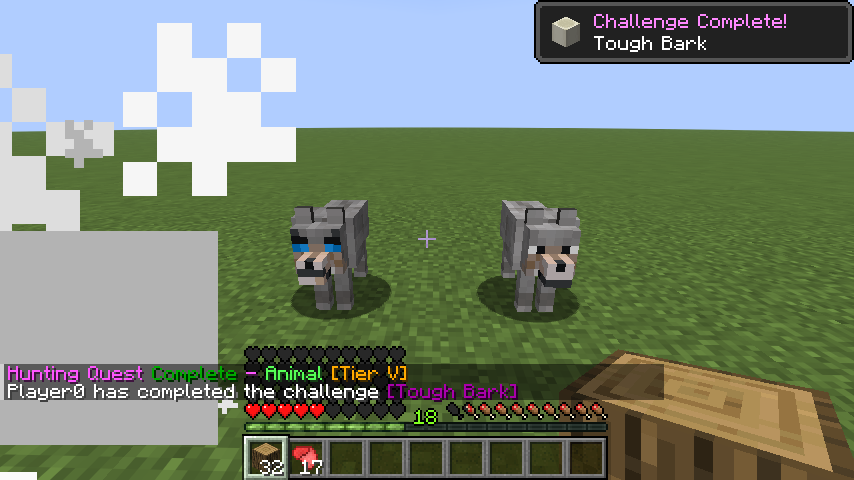 Challenge Complete!
Tough Bark
Hunting Quest Complete - Animal [Tier V]
Player0 has completed the challenge [Tough Bark]
18
32 17